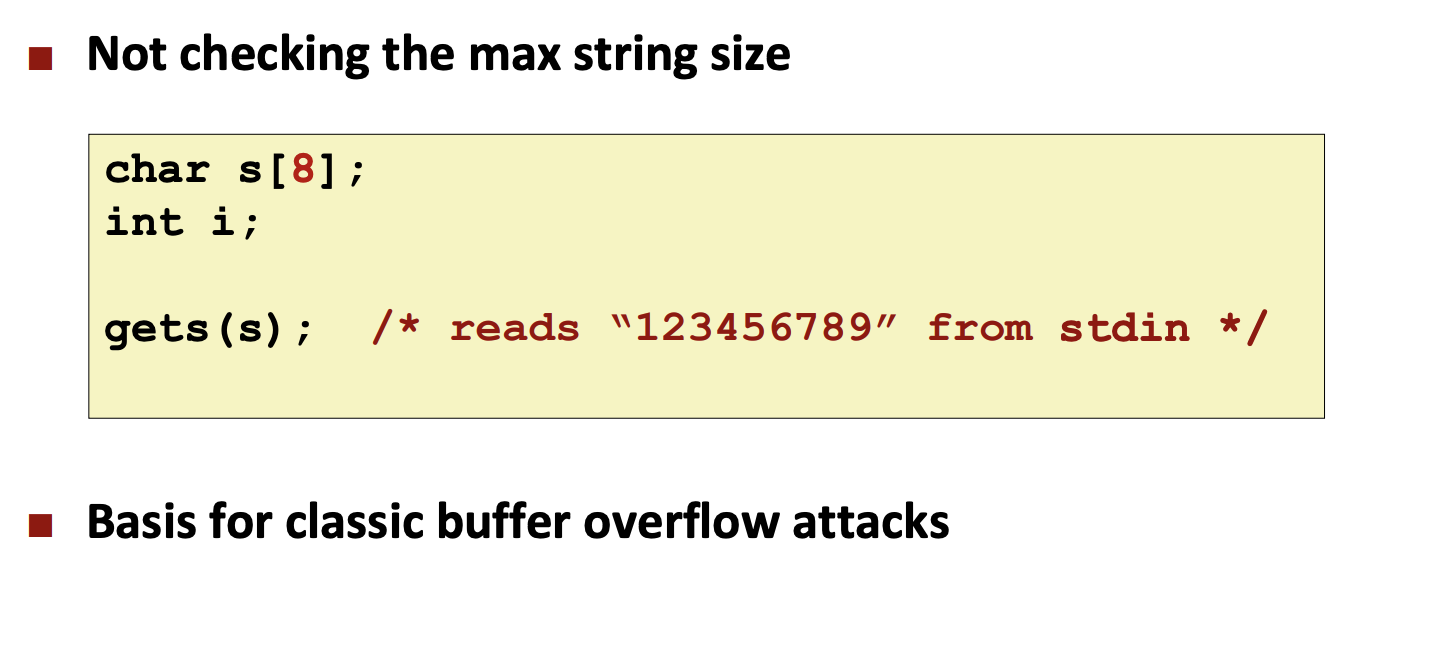 ■ Not checking the max string size
char s[8];
int i;
gets(s);  /* reads “123456789” from stdin */
■ Basis for classic buffer overflow attacks